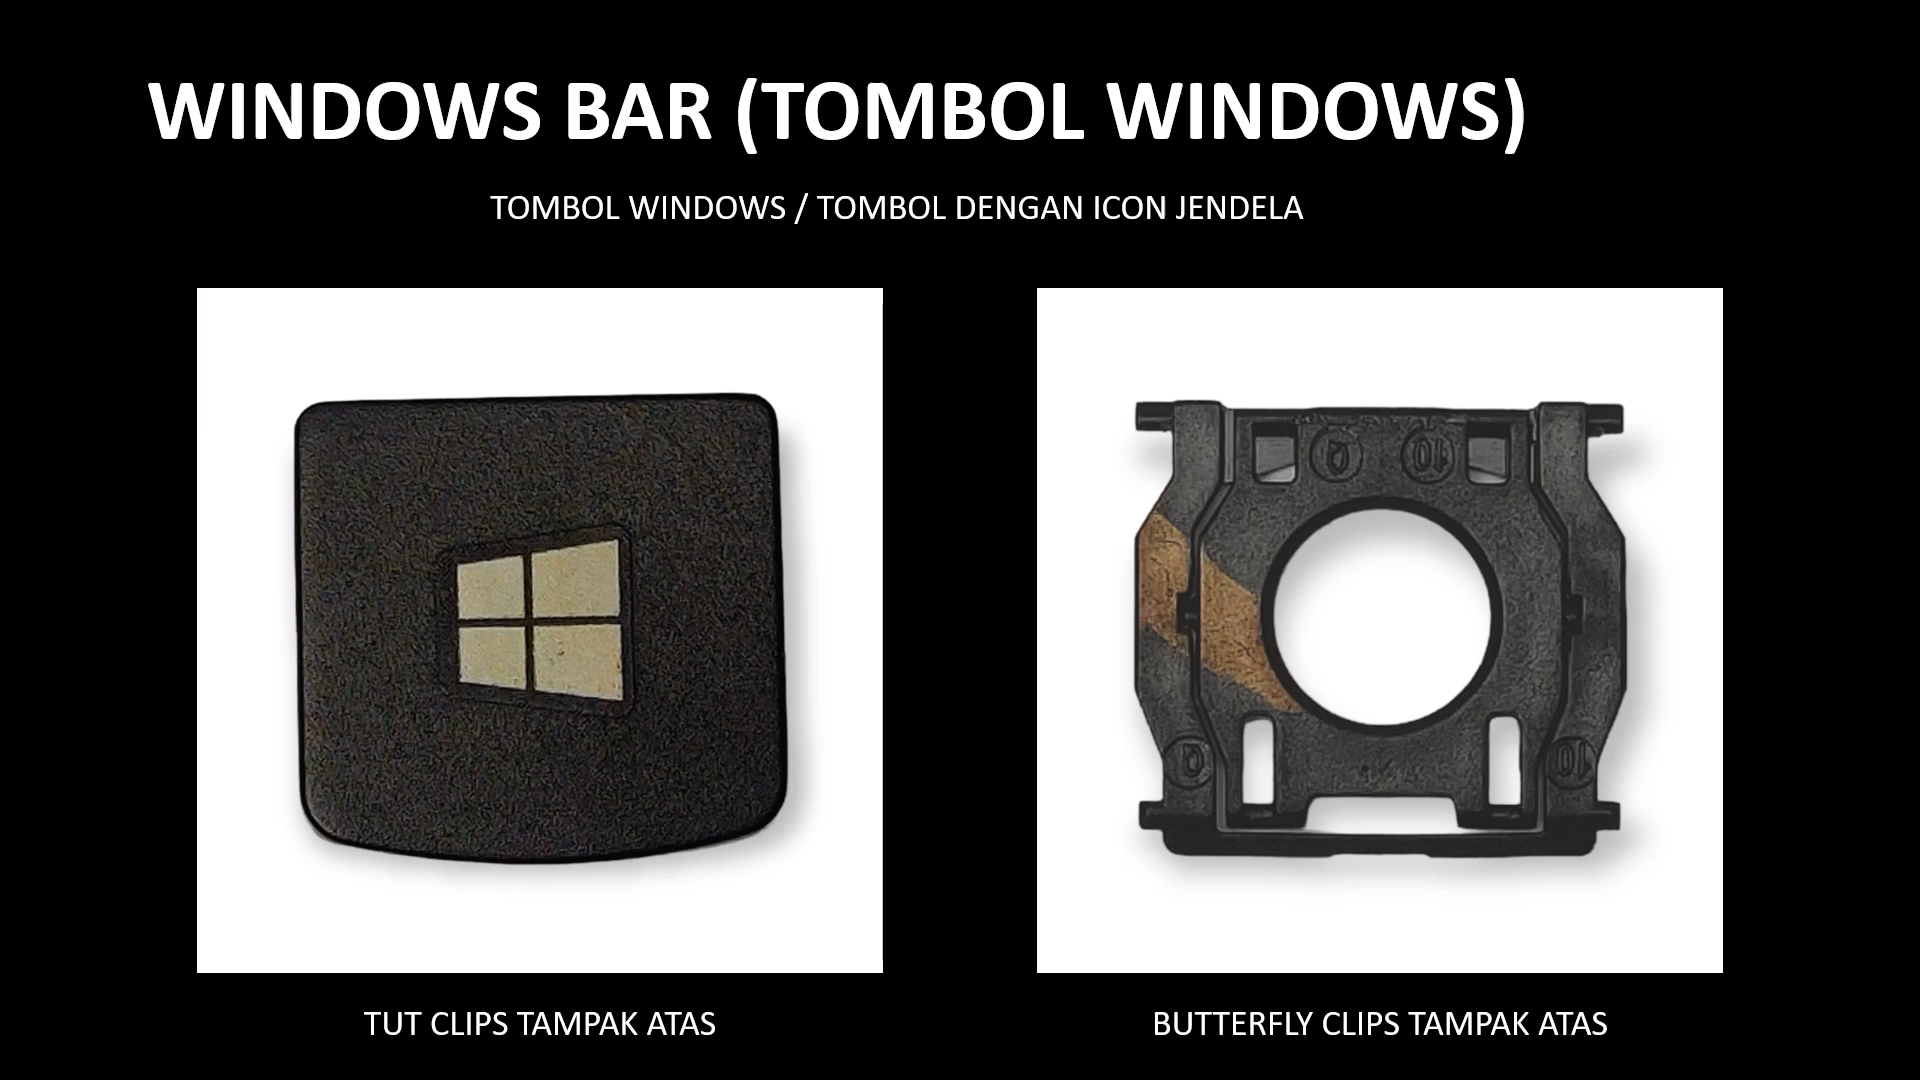 WINDOWS BAR (TOMBOL WINDOWS)
TOMBOL WINDOWS / TOMBOL DENGAN ICON JENDELA
TUT CLIPS TAMPAK ATAS
BUTTERFLY CLIPS TAMPAK ATAS